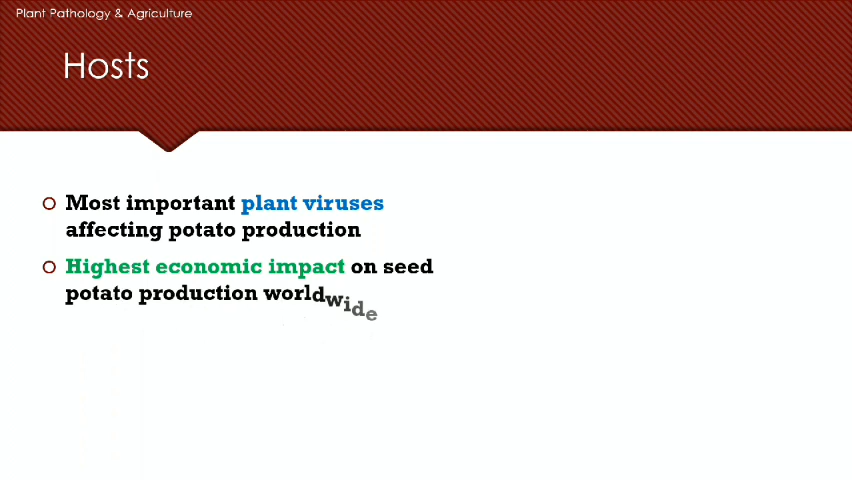 Plant Pathology & Agriculture
Hosts
Most important plant viruses
affecting potato production
Highest economic impact on seed
potato production worldwide